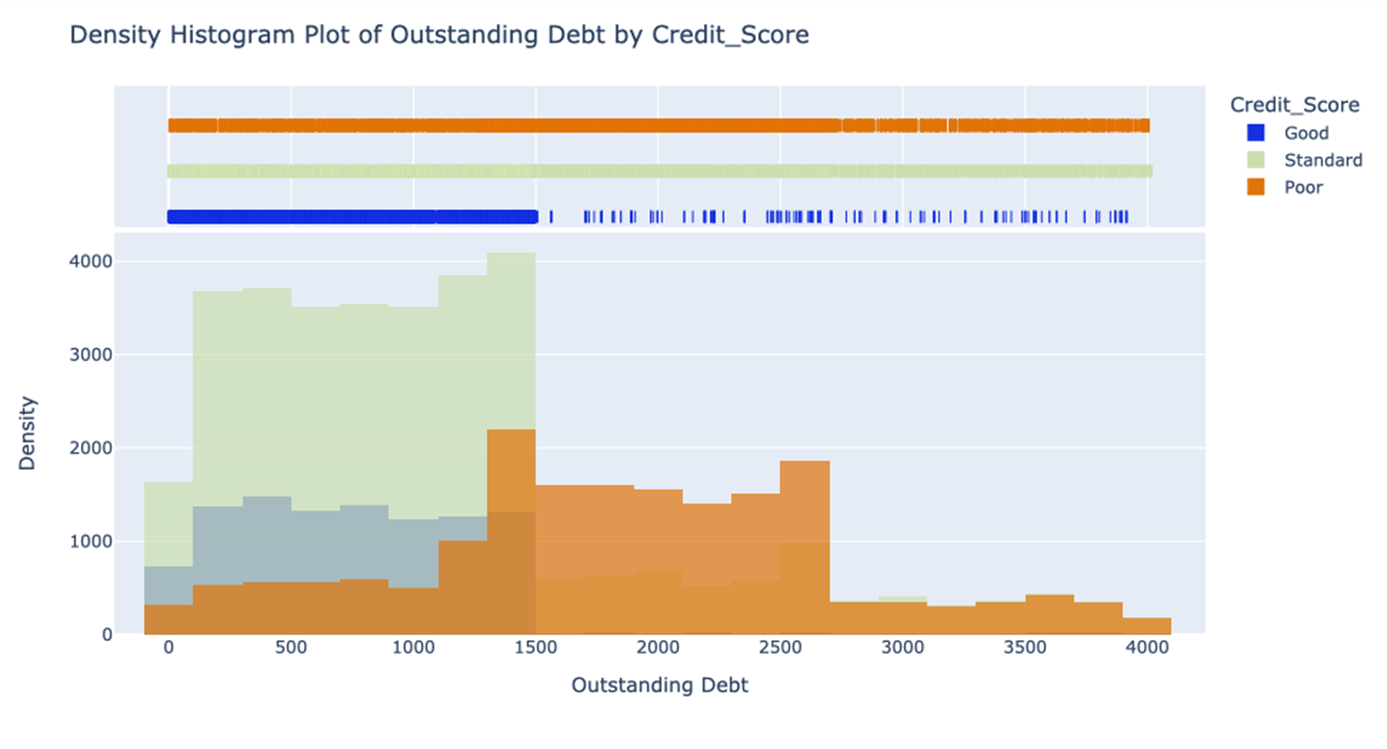 Density Histogram Plot of Outstanding Debt by Credit_Score
Credit_Score
Good
Standard
Poor
4000
3000
2000
1000
0
Density
0 500 1000 1500 2000 2500 3000 3500 4000
Outstanding Debt